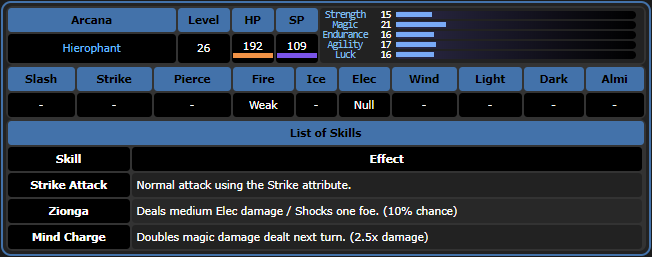 Arcana Level HP SP
Hierophant 26 192 109
Strength 15
Magic 21
Endurance 16
Agility 17
Luck 16
Slash Strike Pierce Fire Ice Elec Wind Light Dark Almi
- - - Weak - Null - - - -
List of Skills
Skill Effect
Strike Attack Normal attack using the Strike attribute.
Zionga Deals medium Elec damage / Shocks one foe. (10% chance)
Mind Charge Doubles magic damage dealt next turn. (2.5x damage)